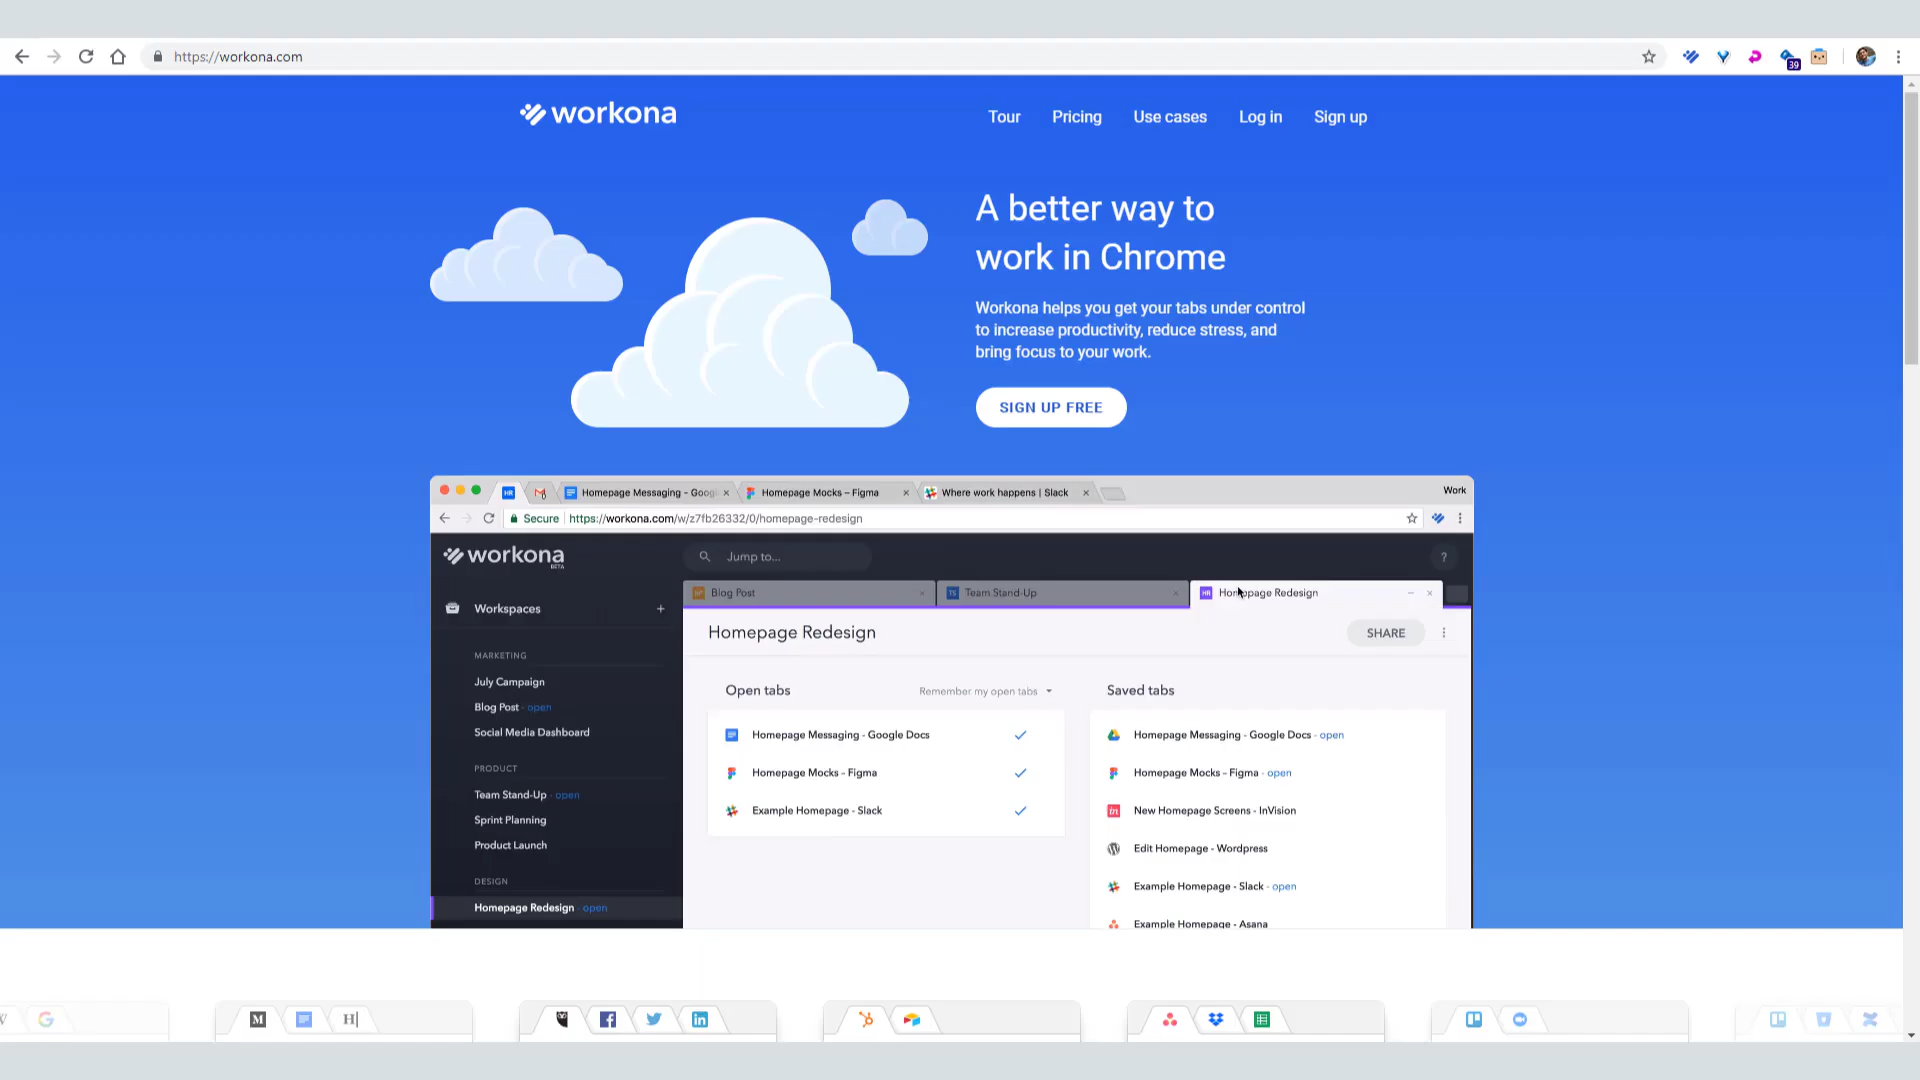 https://workona.com
39
workona
Tour
Pricing
Use cases
Log in
Sign up
A better way to
work in Chrome
Workona helps you get your tabs under control
to increase productivity, reduce stress, and
bring focus to your work.
SIGN UP FREE
HR
Homepage Messaging - Goog
Homepage Mocks – Figma
Where work happens | Slack
Work
Secure
https://workona.com/w/z7fb26332/0/homepage-redesign
workona
BETA
Jump to...
?
Workspaces
Blog Post
TS
Team Stand-Up
HR
Homepage Redesign
Homepage Redesign
SHARE
MARKETING
July Campaign
Blog Post - open
Social Media Dashboard
PRODUCT
Team Stand-Up - open
Sprint Planning
Product Launch
DESIGN
Homepage Redesign - open
Open tabs
Remember my open tabs
Homepage Messaging - Google Docs
Homepage Mocks – Figma
Example Homepage - Slack
Saved tabs
Homepage Messaging - Google Docs - open
Homepage Mocks – Figma - open
in
New Homepage Screens - InVision
Edit Homepage - Wordpress
Example Homepage - Slack - open
Example Homepage - Asana
G
M
H
in